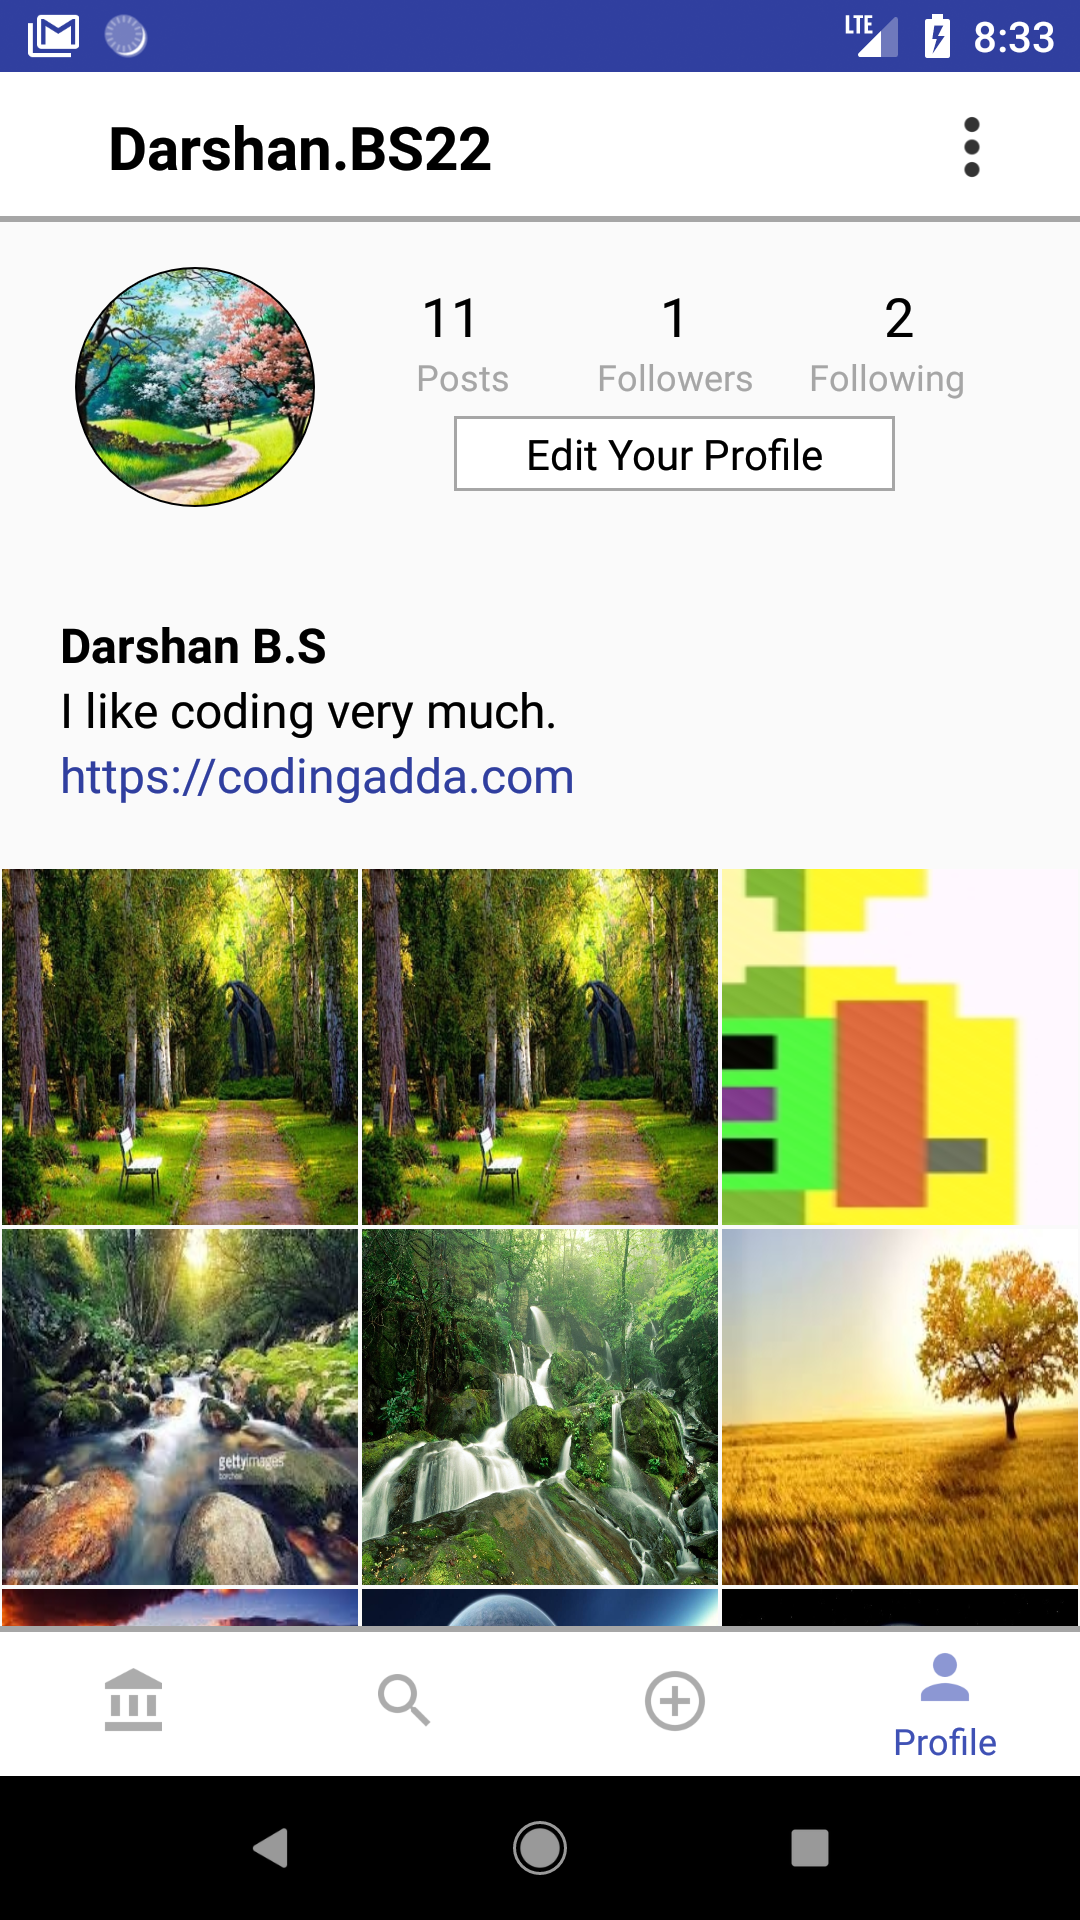 LTE 8:33
Darshan.BS22
11 1 2
Posts Followers Following
Edit Your Profile
Darshan B.S
I like coding very much.
https://codingadda.com
gettyimages
borchee
Profile